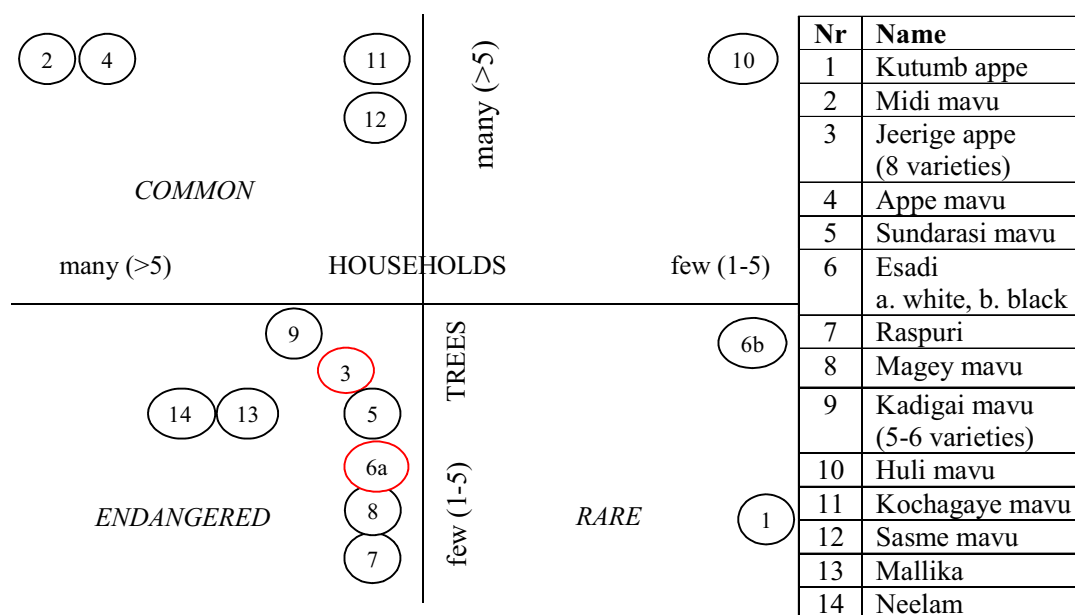 2
4
11
10
12
many (>5)
COMMON
many (>5)
HOUSEHOLDS
few (1-5)
9
3
14
13
5
6a
8
7
ENDANGERED
TREES
few (1-5)
6b
RARE
1
Nr Name
1 Kutumb appe
2 Midi mavu
3 Jeerige appe
(8 varieties)
4 Appe mavu
5 Sundarasi mavu
6 Esadi
a. white, b. black
7 Raspuri
8 Magey mavu
9 Kadigai mavu
(5-6 varieties)
10 Huli mavu
11 Kochagaye mavu
12 Sasme mavu
13 Mallika
14 Neelam